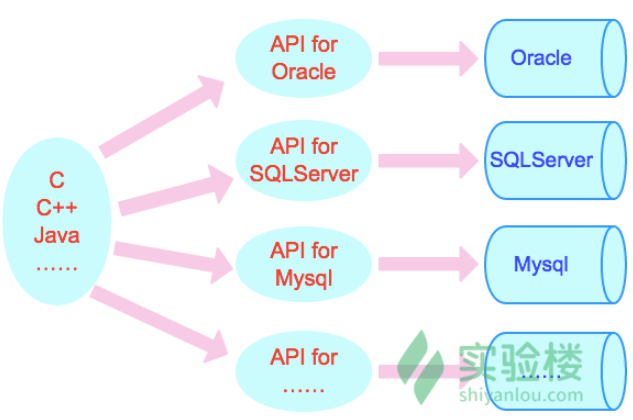 API for
Oracle
Oracle
API for
SQLServer
SQLServer
C
C++
Java
……
API for
Mysql
Mysql
API for
……
……
实验楼
shiyanlou.com